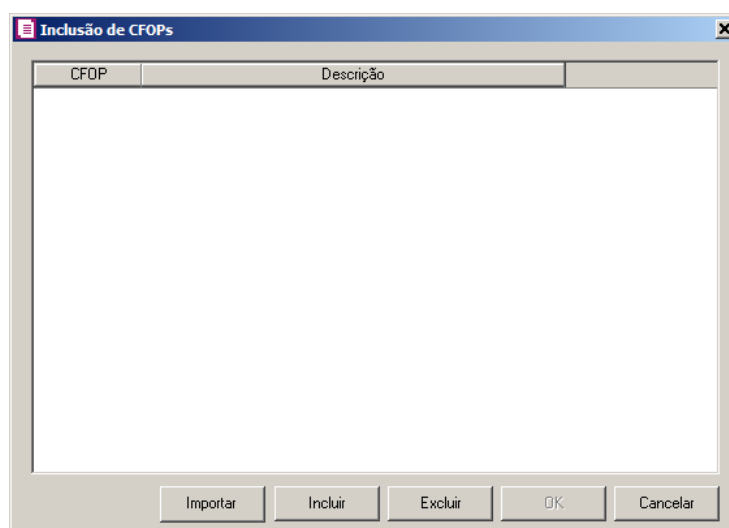 Inclusão de CFOPs
CFOP Descrição
Importar Incluir Excluir OK Cancelar